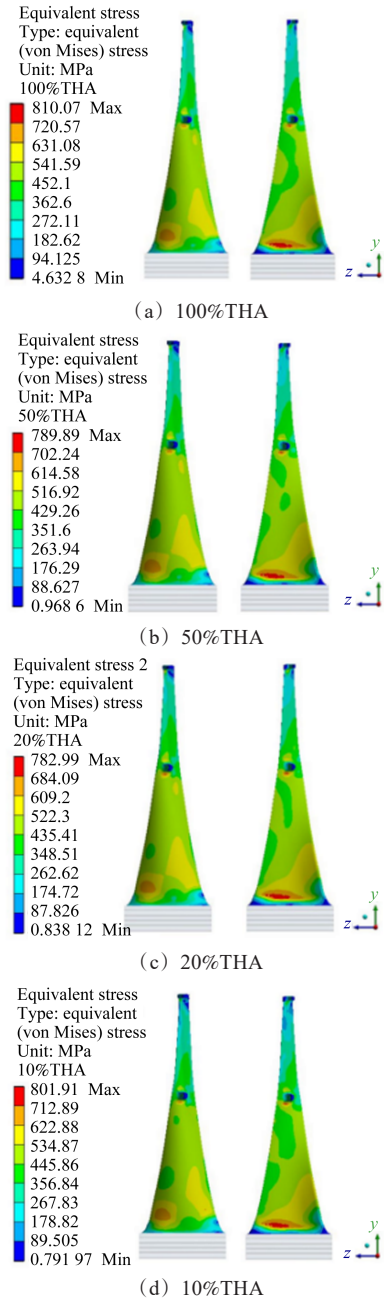 Equivalent stress
Type: equivalent
(von Mises) stress
Unit: MPa
100%THA
810.07 Max
720.57
631.08
541.59
452.1
362.6
272.11
182.62
94.125
4.632 8 Min
y
z
(a) 100%THA
Equivalent stress
Type: equivalent
(von Mises) stress
Unit: MPa
50%THA
789.89 Max
702.24
614.58
516.92
429.26
351.6
263.94
176.29
88.627
0.968 6 Min
y
z
(b) 50%THA
Equivalent stress 2
Type: equivalent
(von Mises) stress
Unit: MPa
20%THA
782.99 Max
684.09
609.2
522.3
435.41
348.51
262.62
174.72
87.826
0.838 12 Min
y
z
(c) 20%THA
Equivalent stress
Type: equivalent
(von Mises) stress
Unit: MPa
10%THA
801.91 Max
712.89
622.88
534.87
445.86
356.84
267.83
178.82
89.505
0.791 97 Min
y
z
(d) 10%THA